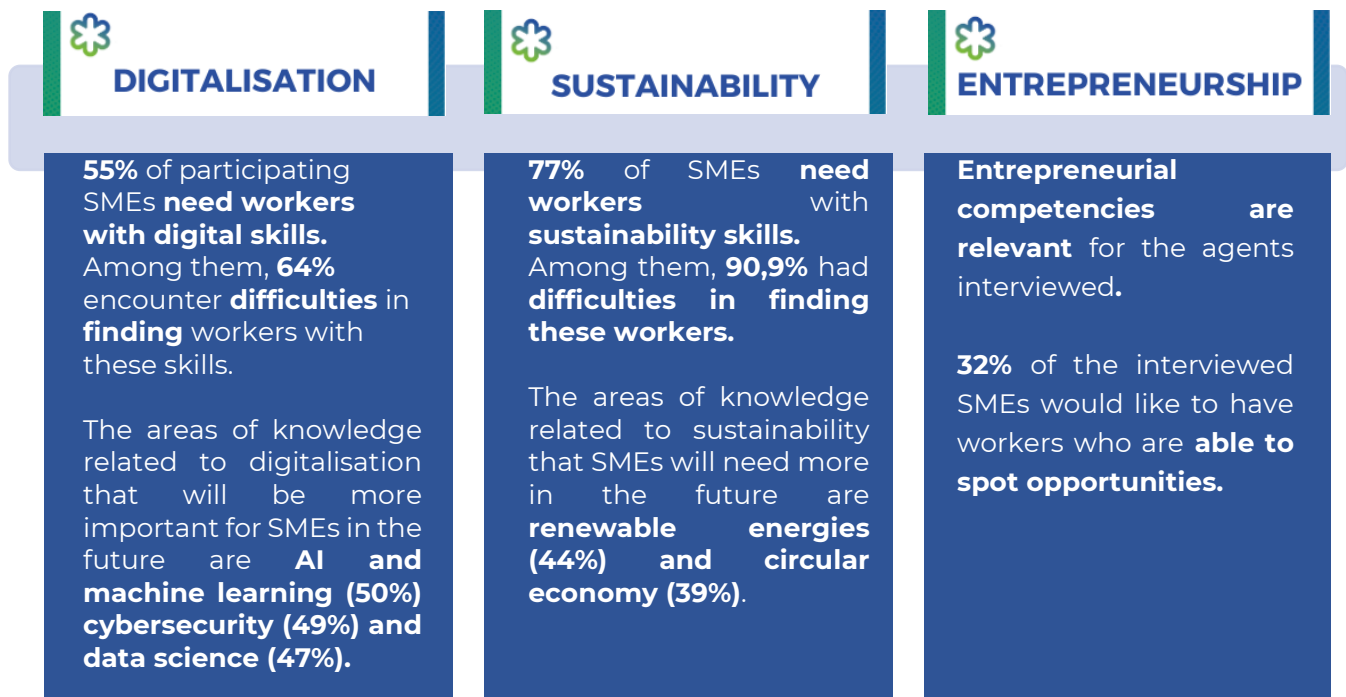 DIGITALISATION
55% of participating
SMEs need workers
with digital skills.
Among them, 64%
encounter difficulties in
finding workers with
these skills.
The areas of knowledge
related to digitalisation
that will be more
important for SMEs in the
future are AI and
machine learning (50%)
cybersecurity (49%) and
data science (47%).
SUSTAINABILITY
77% of SMEs need
workers with
sustainability skills.
Among them, 90,9% had
difficulties in finding
these workers.
The areas of knowledge
related to sustainability
that SMEs will need more
in the future are
renewable energies
(44%) and circular
economy (39%).
ENTREPRENEURSHIP
Entrepreneurial
competencies are
relevant for the agents
interviewed.
32% of the interviewed
SMEs would like to have
workers who are able to
spot opportunities.